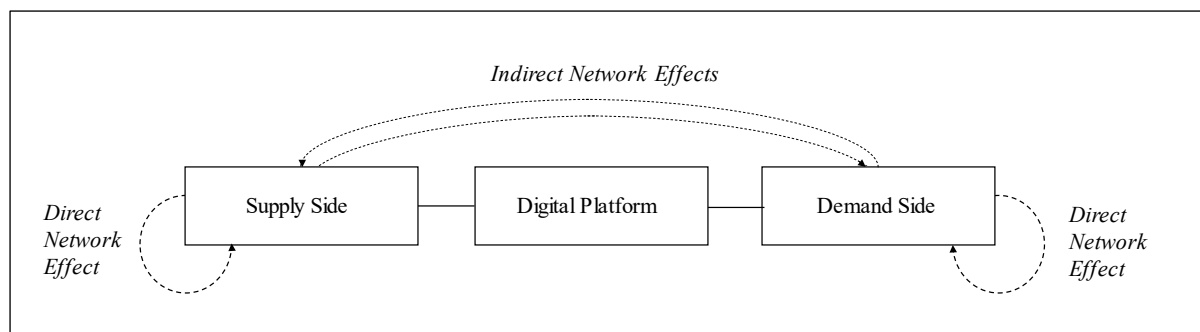 Indirect Network Effects
Supply Side
Digital Platform
Demand Side
Direct
Network
Effect
Direct
Network
Effect